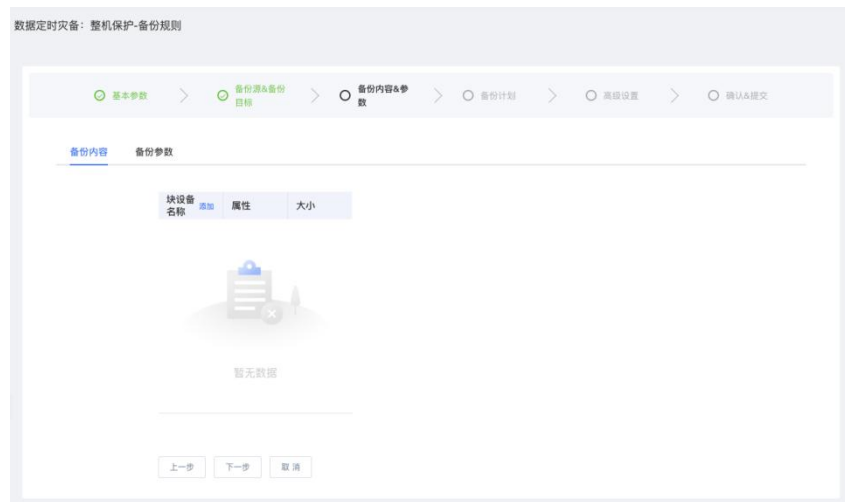 数据定时灾备：整机保护-备份规则
基本参数
备份源&备份
目标
备份内容&参
数
备份计划
高级设置
确认&提交
备份内容 备份参数
块设备
名称 添加 属性 大小
暂无数据
上一步 下一步 取消